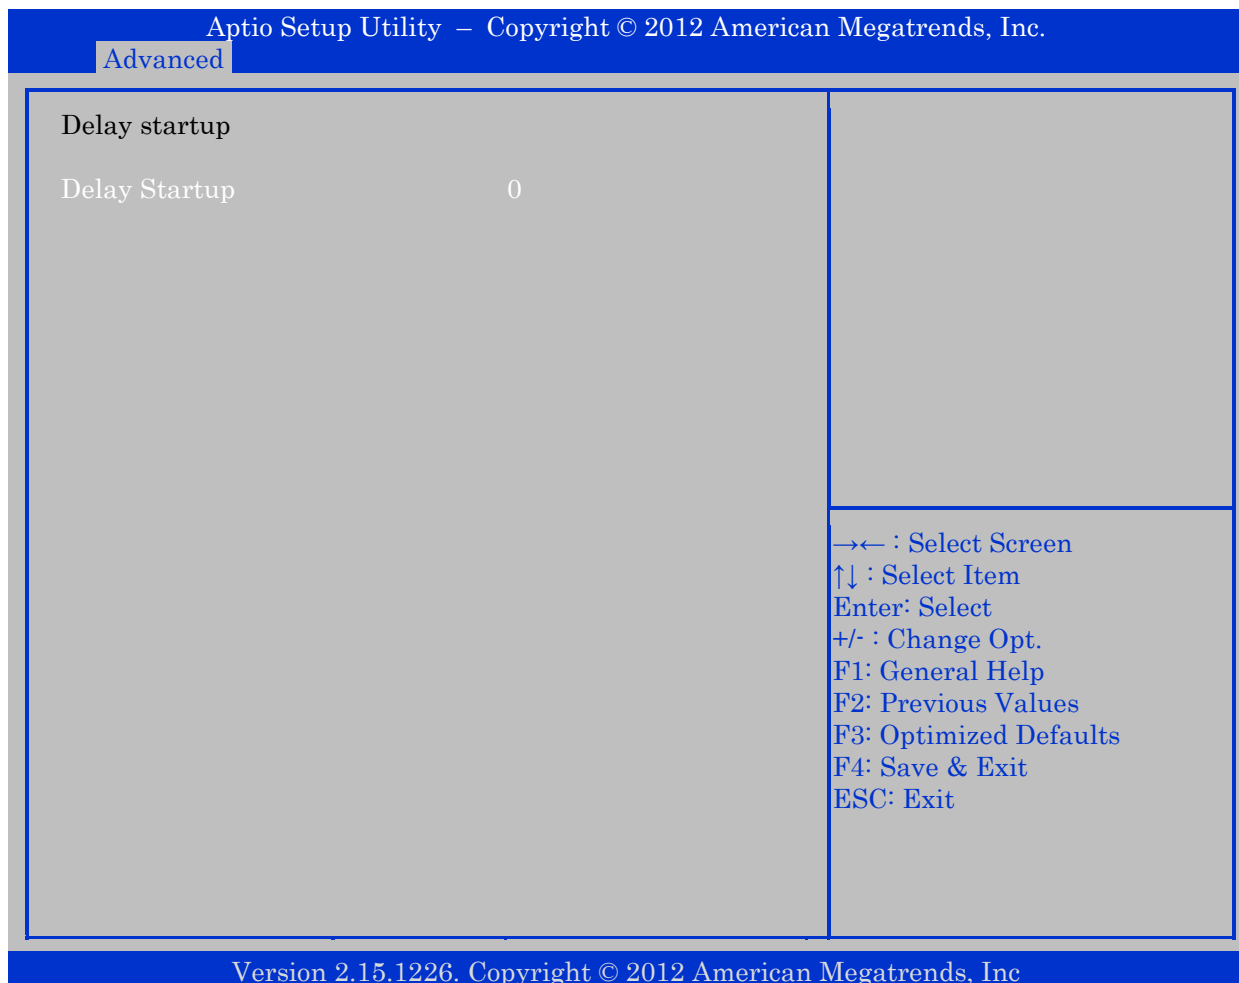 Aptio Setup Utility – Copyright © 2012 American Megatrends, Inc.
Advanced
Delay startup
Delay Startup 0
→← : Select Screen
↑↓ : Select Item
Enter: Select
+/- : Change Opt.
F1: General Help
F2: Previous Values
F3: Optimized Defaults
F4: Save & Exit
ESC: Exit
Version 2.15.1226. Copyright © 2012 American Megatrends, Inc